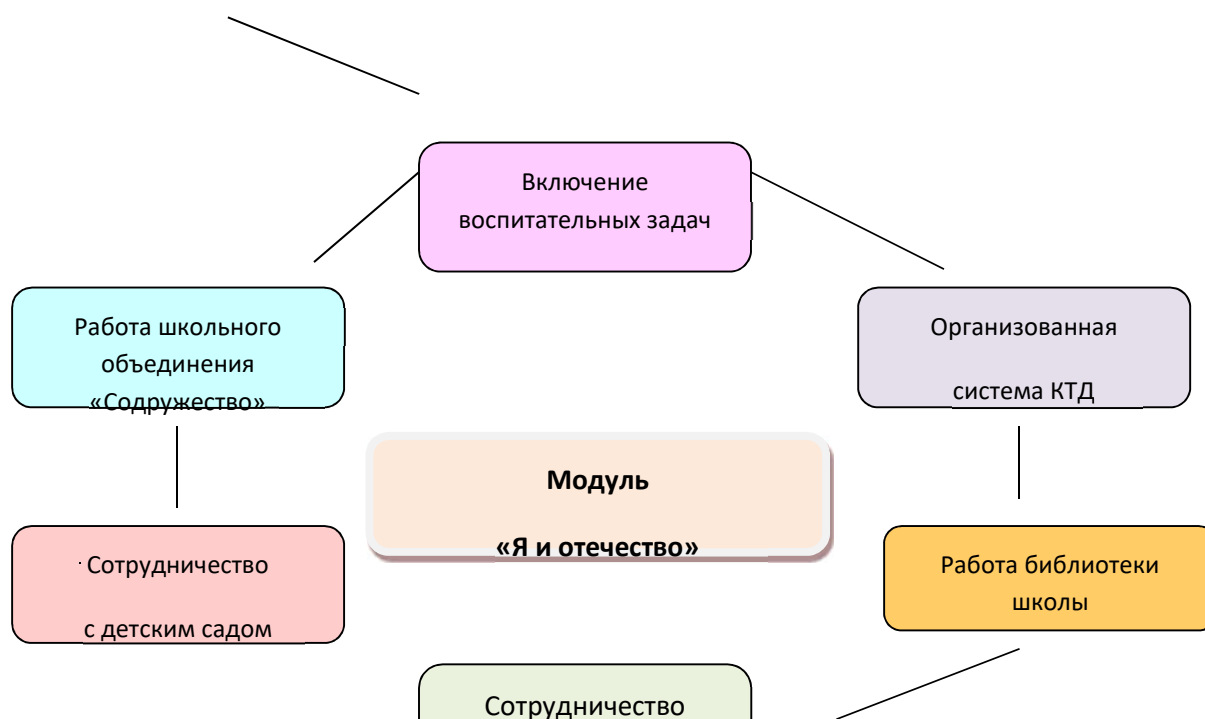 Включение
воспитательных задач
Работа школьного
объединения
«Содружество»
Организованная
система КТД
Модуль
«Я и отечество»
Сотрудничество
с детским садом
Работа библиотеки
школы
Сотрудничество